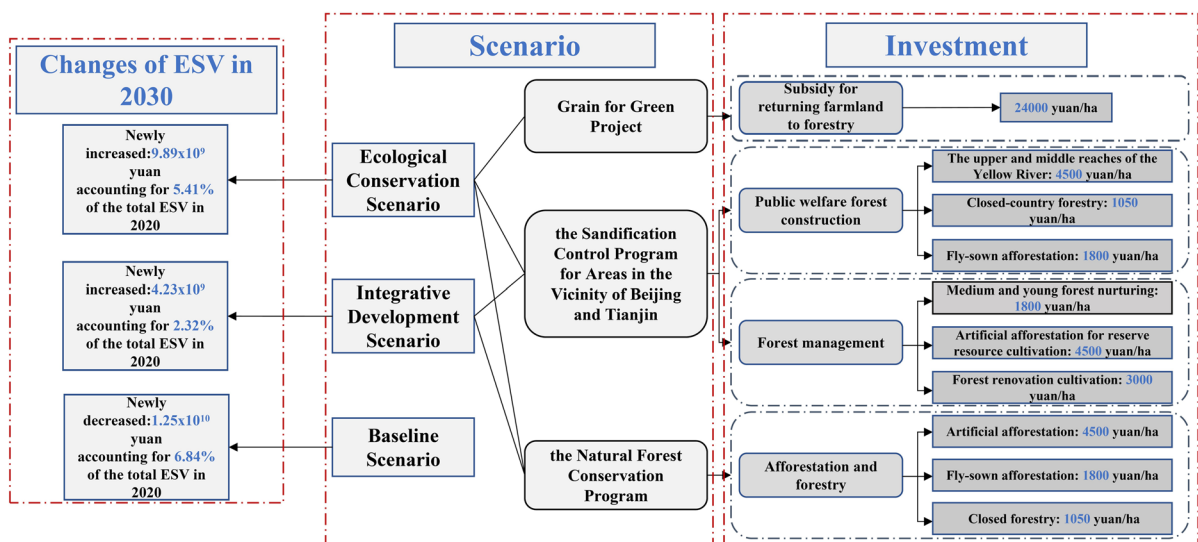 Changes of ESV in
2030
Newly
increased:9.89x10⁹
yuan
accounting for 5.41%
of the total ESV in
2020
Newly
increased:4.23x10⁹
yuan
accounting for 2.32%
of the total ESV in
2020
Newly
decreased:1.25x10¹⁰
yuan
accounting for 6.84%
of the total ESV in
2020
Scenario
Ecological
Conservation
Scenario
Integrative
Development
Scenario
Baseline
Scenario
Grain for Green
Project
the Sandification
Control Program
for Areas in the
Vicinity of Beijing
and Tianjin
the Natural Forest
Conservation
Program
Investment
Subsidy for
returning farmland
to forestry
24000 yuan/ha
Public welfare forest
construction
The upper and middle reaches of the
Yellow River: 4500 yuan/ha
Closed-country forestry: 1050
yuan/ha
Fly-sown afforestation: 1800 yuan/ha
Forest management
Medium and young forest nurturing:
1800 yuan/ha
Artificial afforestation for reserve
resource cultivation: 4500 yuan/ha
Forest renovation cultivation: 3000
yuan/ha
Afforestation and
forestry
Artificial afforestation: 4500 yuan/ha
Fly-sown afforestation: 1800 yuan/ha
Closed forestry: 1050 yuan/ha